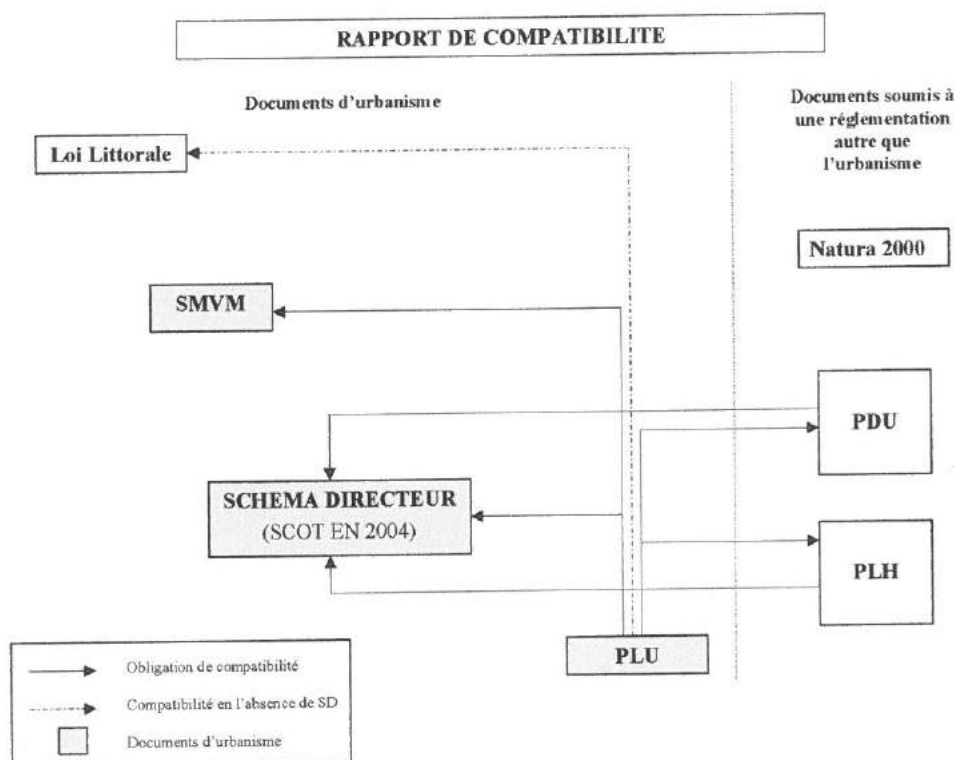 RAPPORT DE COMPATIBILITE
Documents d'urbanisme
Documents soumis à
une réglementation
autre que
l'urbanisme
Loi Littorale
Natura 2000
SMVM
PDU
SCHEMA DIRECTEUR
(SCOT EN 2004)
PLH
PLU
Obligation de compatibilité
Compatibilité en l'absence de SD
Documents d'urbanisme